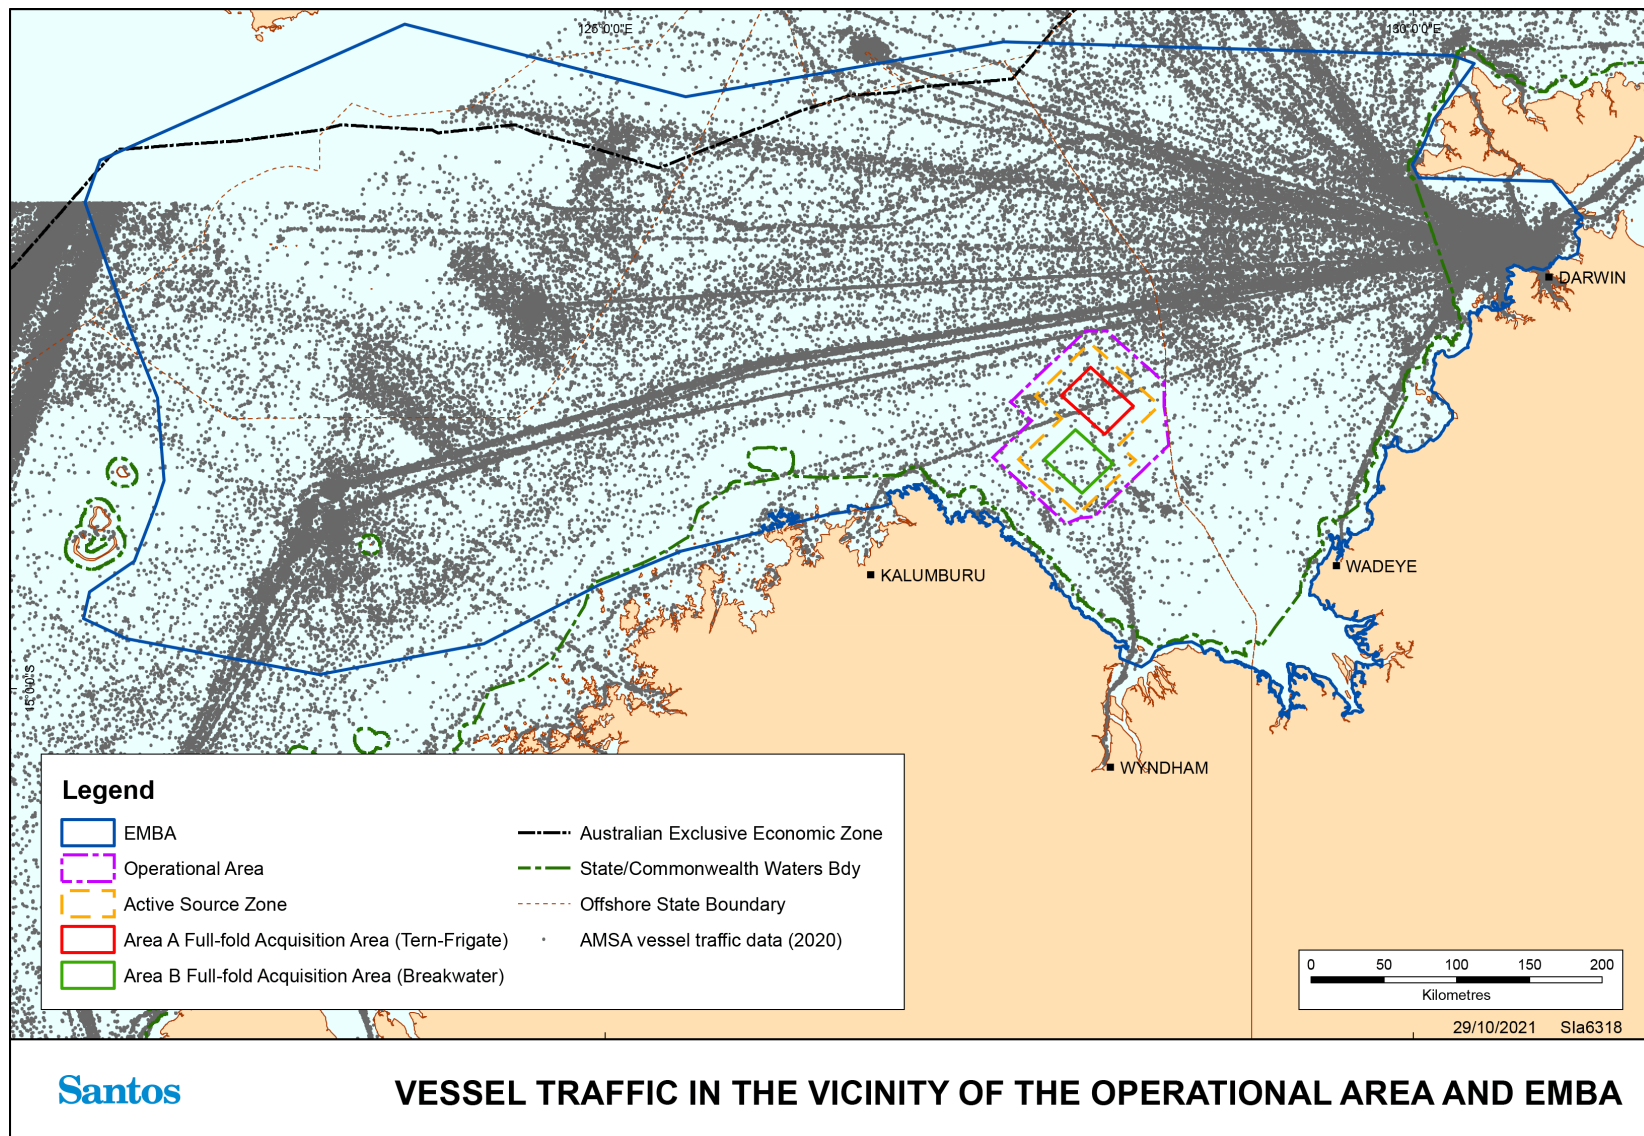 125°0'0"E
130°0'0"E
DARWIN
WADEYE
KALUMBURU
15°0'0"S
WYNDHAM
Legend
EMBA
Operational Area
Active Source Zone
Area A Full-fold Acquisition Area (Tern-Frigate)
Area B Full-fold Acquisition Area (Breakwater)
Australian Exclusive Economic Zone
State/Commonwealth Waters Bdy
Offshore State Boundary
AMSA vessel traffic data (2020)
0 50 100 150 200
Kilometres
29/10/2021 Sla6318
Santos
VESSEL TRAFFIC IN THE VICINITY OF THE OPERATIONAL AREA AND EMBA